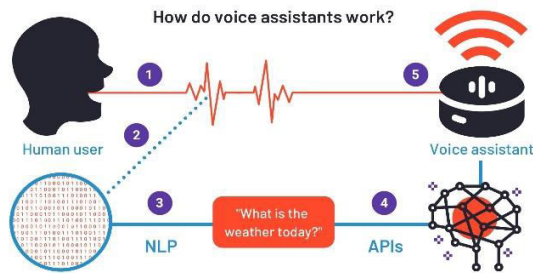 How do voice assistants work?
1
5
2
Human user
Voice assistant
3
4
"What is the
weather today?"
NLP
APIs